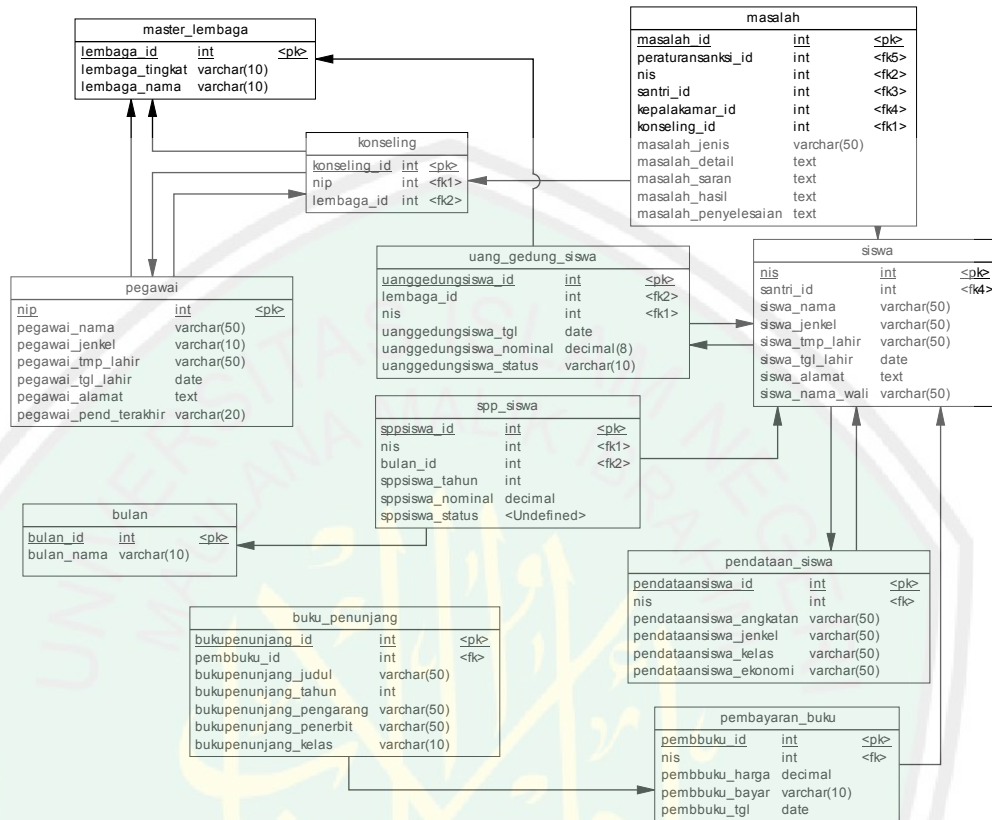 master_lembaga
lembaga_id int <pk>
lembaga_tingkat varchar(10)
lembaga_nama varchar(10)
masalah
masalah_id int <pk>
peraturansanksi_id int <fk5>
nis int <fk2>
santri_id int <fk3>
kepalakamar_id int <fk4>
konseling_id int <fk1>
masalah_jenis varchar(50)
masalah_detail text
masalah_saran text
masalah_hasil text
masalah_penyelesaian text
konseling
konseling_id int <pk>
nip int <fk1>
lembaga_id int <fk2>
pegawai
nip int <pk>
pegawai_nama varchar(50)
pegawai_jenkel varchar(10)
pegawai_tmp_lahir varchar(50)
pegawai_tgl_lahir date
pegawai_alamat text
pegawai_pend_terakhir varchar(20)
uang_gedung_siswa
uanggedungsiswa_id int <pk>
lembaga_id int <fk2>
nis int <fk1>
uanggedungsiswa_tgl date
uanggedungsiswa_nominal decimal(8)
uanggedungsiswa_status varchar(10)
siswa
nis int <pk>
santri_id int <fk4>
siswa_nama varchar(50)
siswa_jenkel varchar(50)
siswa_tmp_lahir varchar(50)
siswa_tgl_lahir date
siswa_alamat text
siswa_nama_wali varchar(50)
spp_siswa
sppsiswa_id int <pk>
nis int <fk1>
bulan_id int <fk2>
sppsiswa_tahun int
sppsiswa_nominal decimal
sppsiswa_status <Undefined>
bulan
bulan_id int <pk>
bulan_nama varchar(10)
pendataan_siswa
pendataansiswa_id int <pk>
nis int <fk>
pendataansiswa_angkatan varchar(50)
pendataansiswa_jenkel varchar(50)
pendataansiswa_kelas varchar(50)
pendataansiswa_ekonomi varchar(50)
buku_penunjang
bukupenunjang_id int <pk>
pembbuku_id int <fk>
bukupenunjang_judul varchar(50)
bukupenunjang_tahun int
bukupenunjang_pengarang varchar(50)
bukupenunjang_penerbit varchar(50)
bukupenunjang_kelas varchar(10)
pembayaran_buku
pembbuku_id int <pk>
nis int <fk>
pembbuku_harga decimal
pembbuku_bayar varchar(10)
pembbuku_tgl date